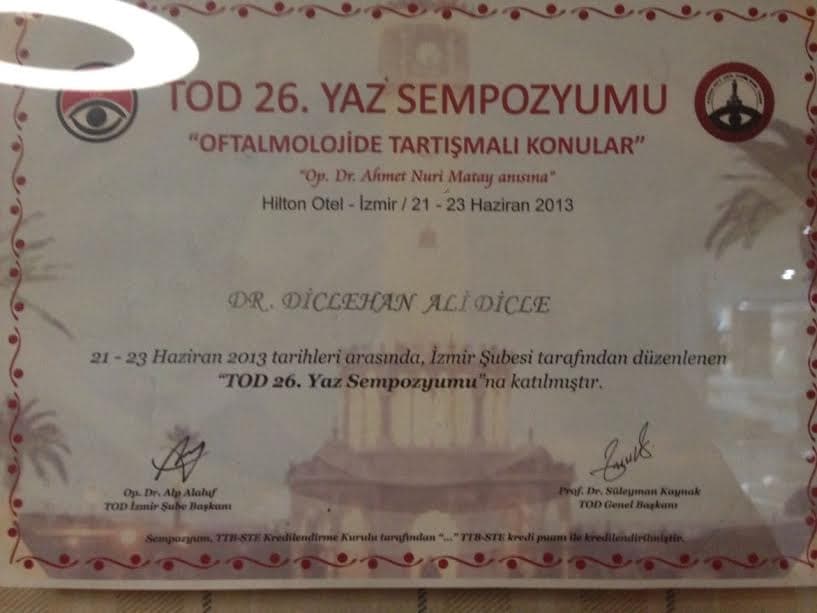 TOD 26. YAZ SEMPOZYUMU
"OFTALMOLOJİDE TARTIŞMALI KONULAR"
"Op. Dr. Ahmet Nuri Matay anısına"
Hilton Otel - İzmir / 21 - 23 Haziran 2013
DR. DİCLEHAN ALİ DİCLE
21 - 23 Haziran 2013 tarihleri arasında, İzmir Şubesi tarafından düzenlenen
"TOD 26. Yaz Sempozyumu"na katılmıştır.
Op. Dr. Alp Alaluf
TOD İzmir Şube Başkanı
Prof. Dr. Süleyman Kaynak
TOD Genel Başkanı
Sempozyum, TTB-STE Kredilendirme Kurulu tarafından "..." TTB-STE kredi puanı ile kredilendirilmiştir.